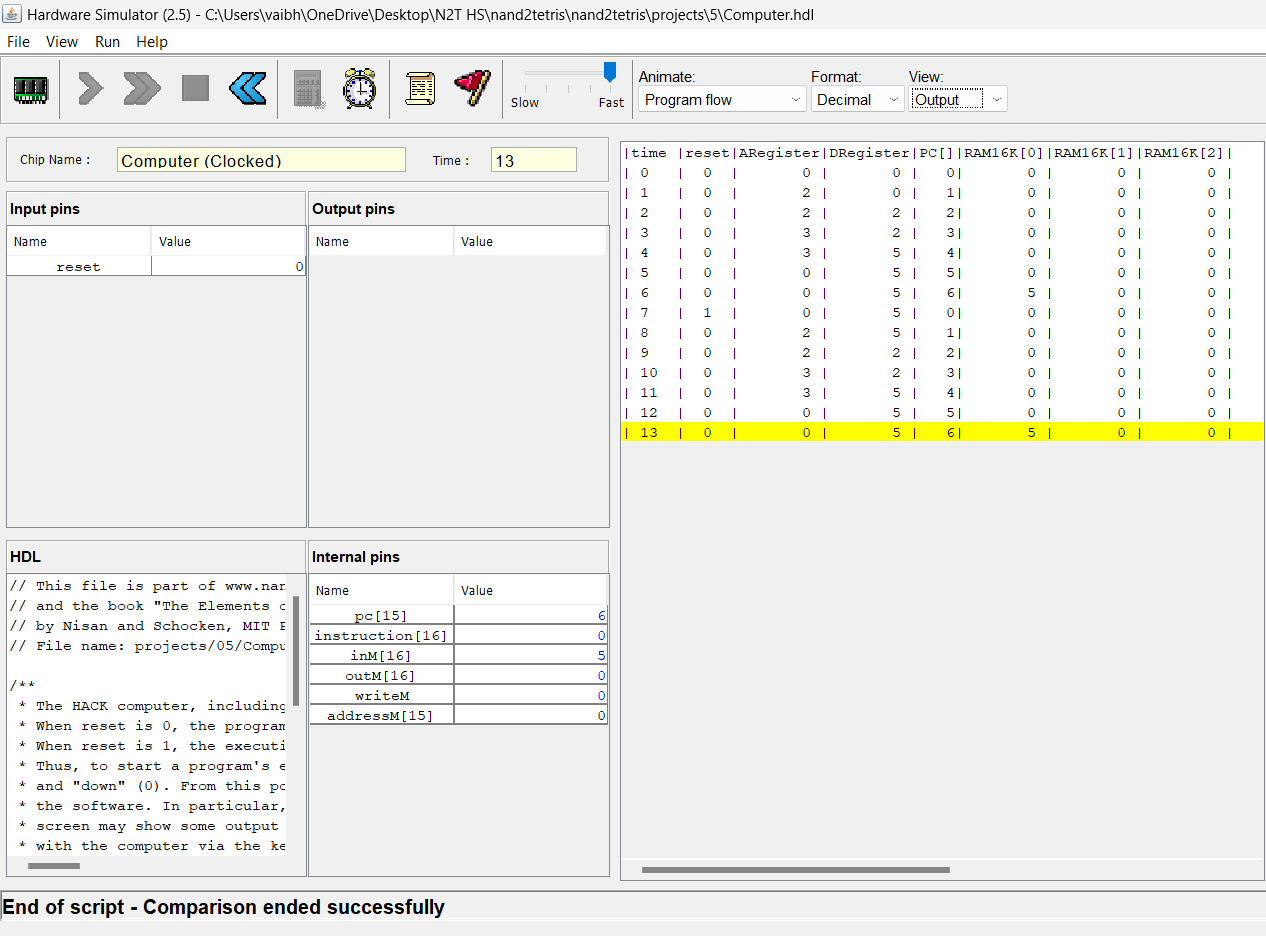 Hardware Simulator (2.5) - C:\Users\vaibh\OneDrive\Desktop\N2T HS\nand2tetris\nand2tetris\projects\5\Computer.hdl
File View Run Help
Slow Fast
Animate: Format: View:
Program flow Decimal Output
Chip Name : Computer (Clocked) Time : 13
Input pins
Name Value
reset 0
Output pins
Name Value
HDL
// This file is part of www.nan
// and the book "The Elements o
// by Nisan and Schocken, MIT P
// File name: projects/05/Compu
/**
* The HACK computer, including
* When reset is 0, the program
* When reset is 1, the executi
* Thus, to start a program's e
* and "down" (0). From this po
* the software. In particular,
* screen may show some output
* with the computer via the ke
Internal pins
Name Value
pc[15] 6
instruction[16] 0
inM[16] 5
outM[16] 0
writeM 0
addressM[15] 0
|time |reset|ARegister|DRegister|PC[]|RAM16K[0]|RAM16K[1]|RAM16K[2]|
| 0 | 0 | 0 | 0 | 0| 0 | 0 | 0 |
| 1 | 0 | 2 | 0 | 1| 0 | 0 | 0 |
| 2 | 0 | 2 | 2 | 2| 0 | 0 | 0 |
| 3 | 0 | 3 | 2 | 3| 0 | 0 | 0 |
| 4 | 0 | 3 | 5 | 4| 0 | 0 | 0 |
| 5 | 0 | 0 | 5 | 5| 0 | 0 | 0 |
| 6 | 0 | 0 | 5 | 6| 5 | 0 | 0 |
| 7 | 1 | 0 | 5 | 0| 0 | 0 | 0 |
| 8 | 0 | 2 | 5 | 1| 0 | 0 | 0 |
| 9 | 0 | 2 | 2 | 2| 0 | 0 | 0 |
| 10 | 0 | 3 | 2 | 3| 0 | 0 | 0 |
| 11 | 0 | 3 | 5 | 4| 0 | 0 | 0 |
| 12 | 0 | 0 | 5 | 5| 0 | 0 | 0 |
| 13 | 0 | 0 | 5 | 6| 5 | 0 | 0 |
End of script - Comparison ended successfully